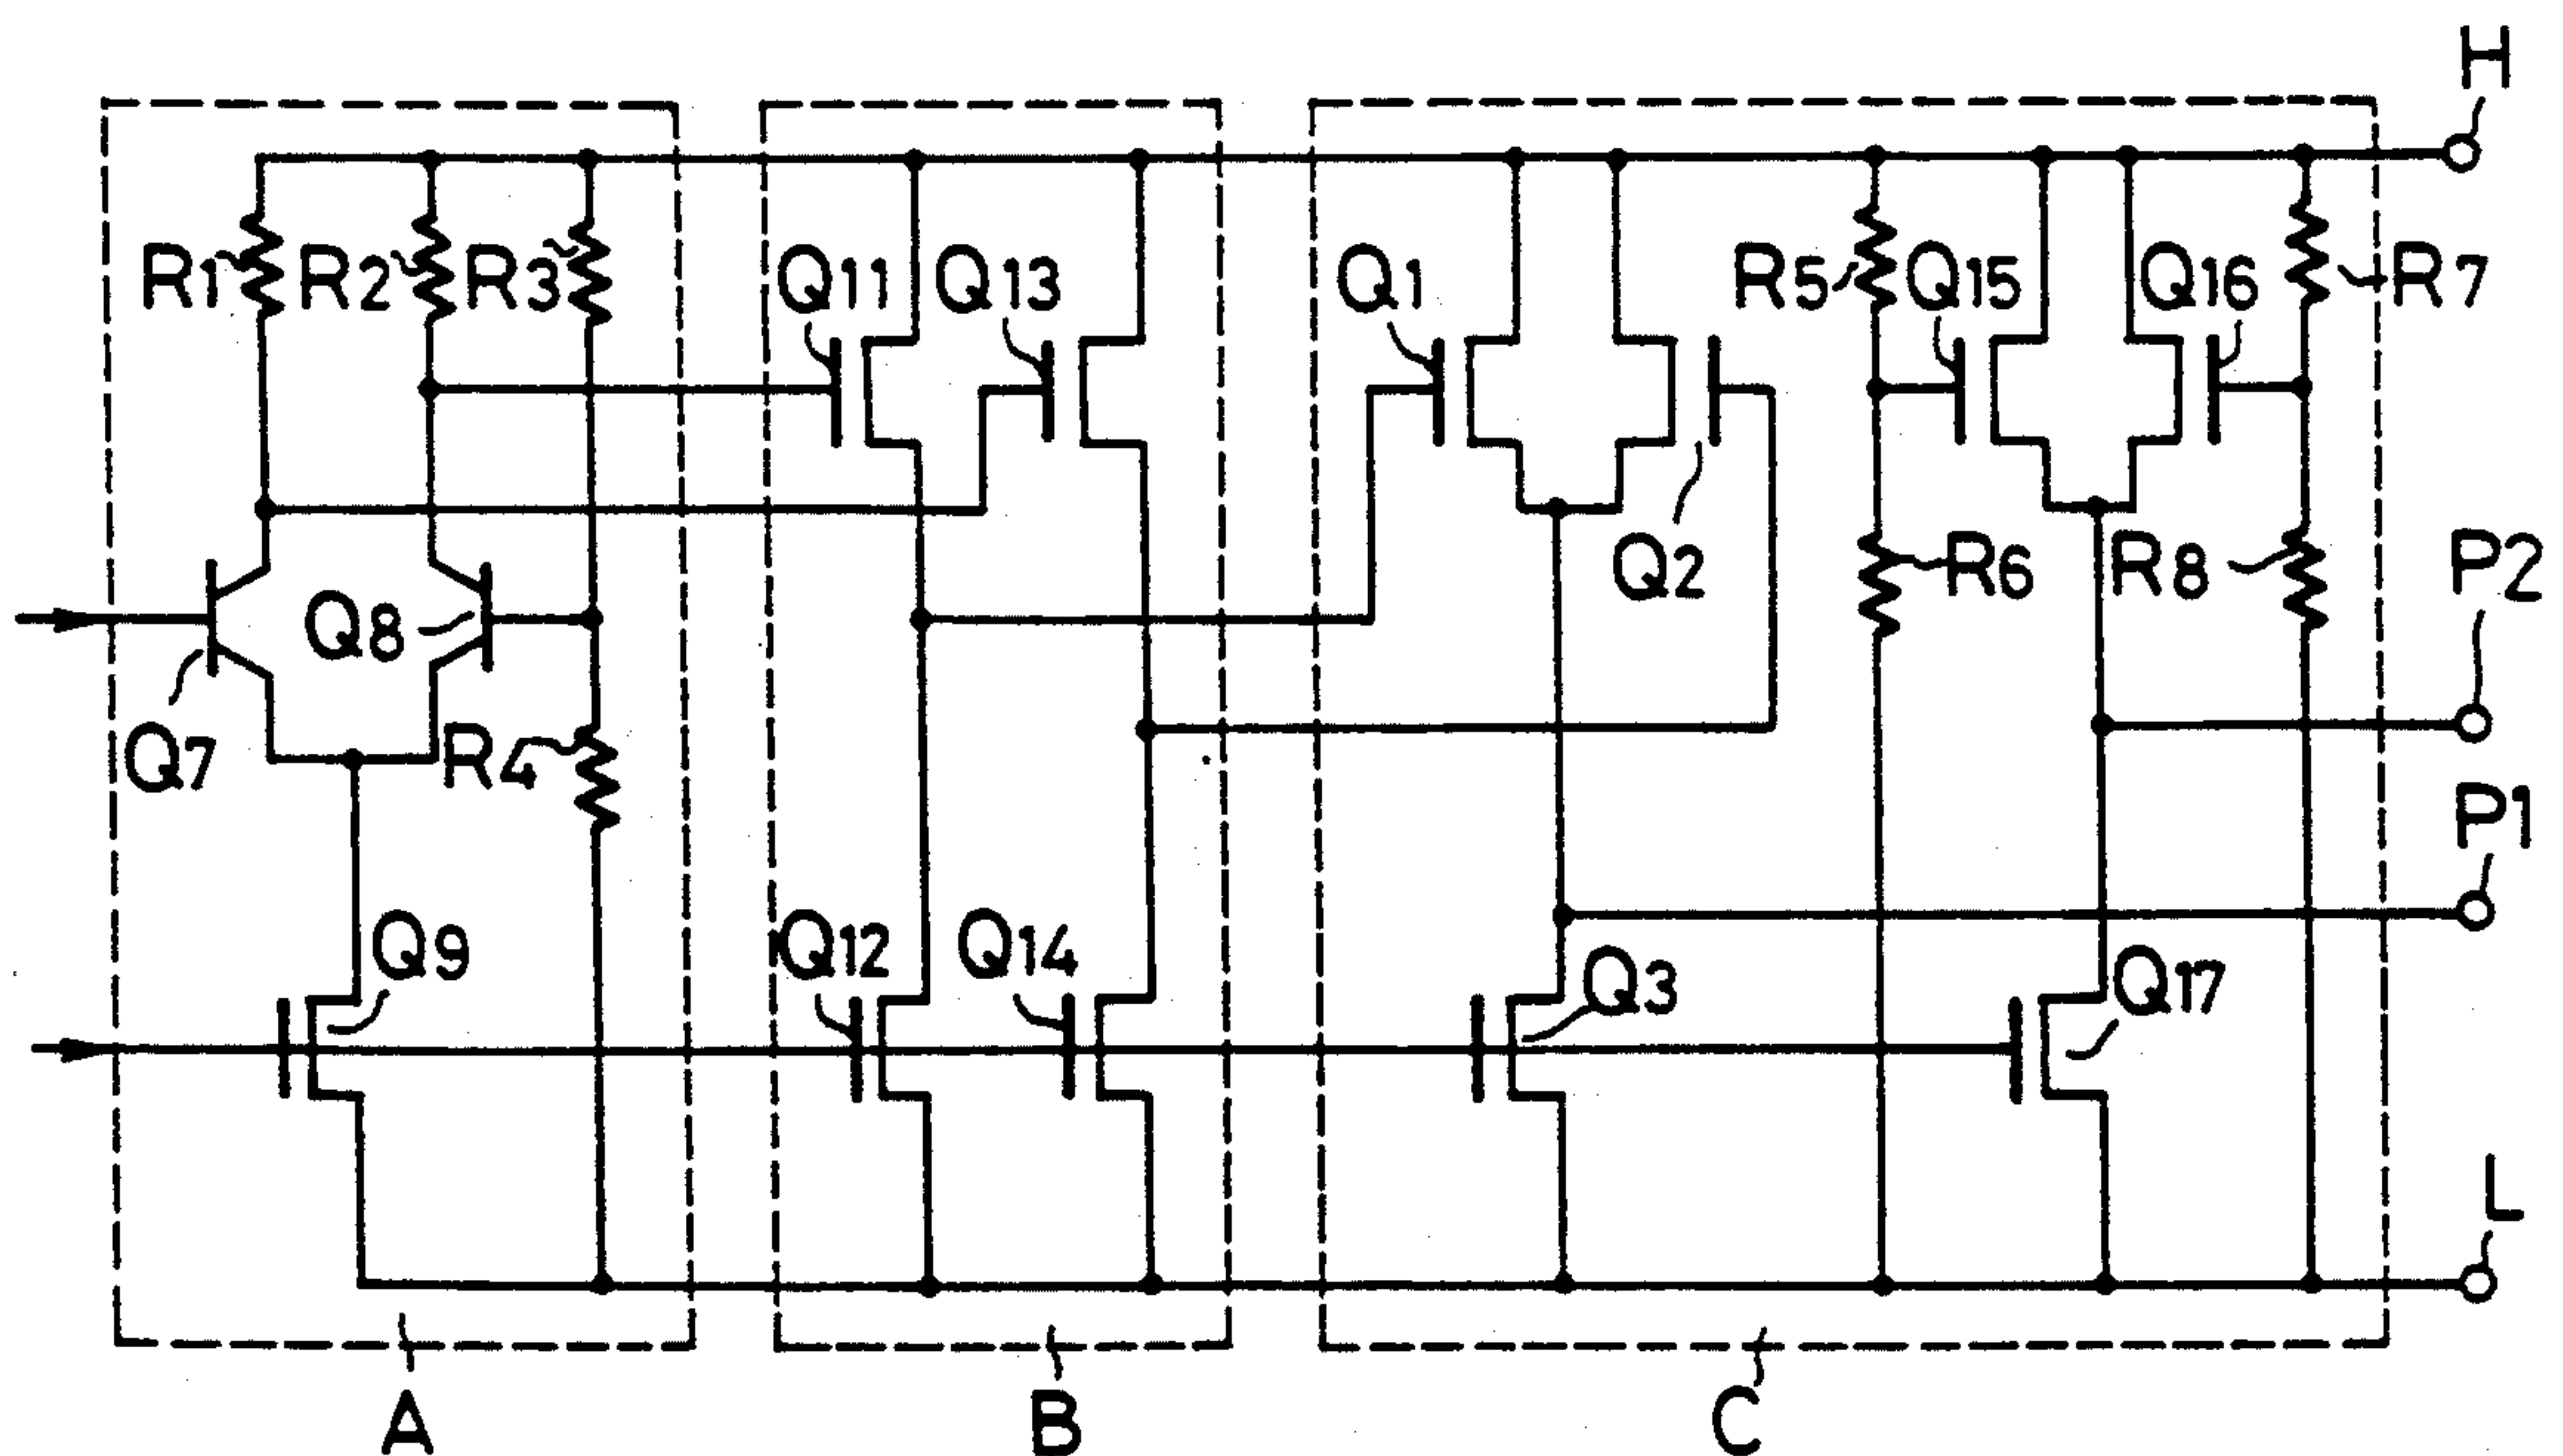 H
R1 R2 R3 Q11 Q13 Q1 R5 Q15 Q16 R7
Q8 Q2 R6 R8 P2
Q7 R4 P1
Q9 Q12 Q14 Q3 Q17
L
A B C